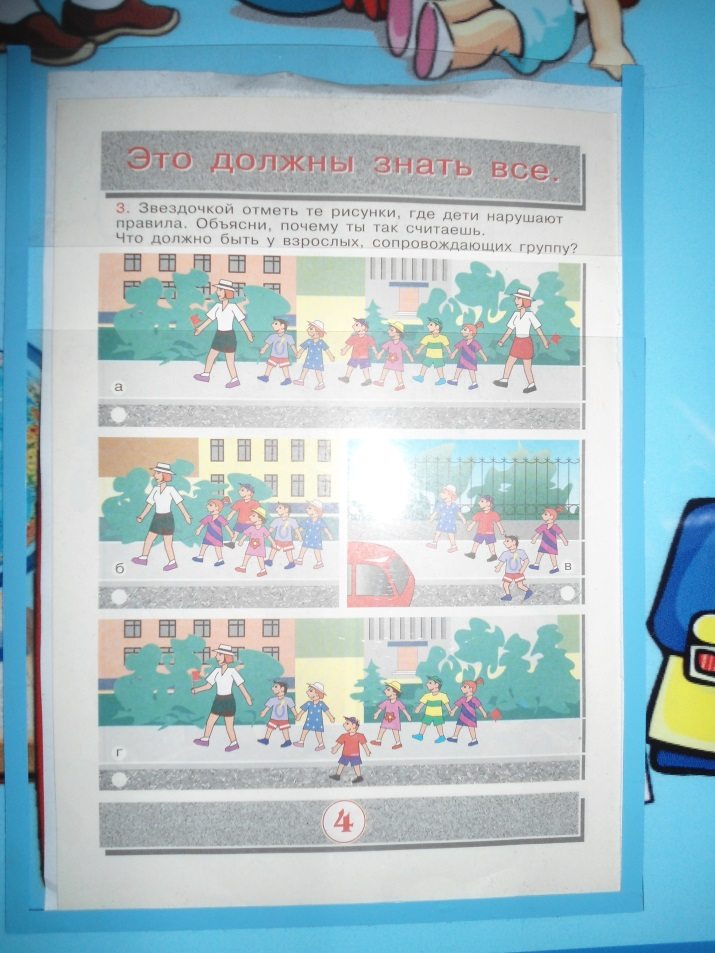 Это должны знать все.
3. Звездочкой отметь те рисунки, где дети нарушают
правила. Объясни, почему ты так считаешь.
Что должно быть у взрослых, сопровождающих группу?
а
б
в
г
4